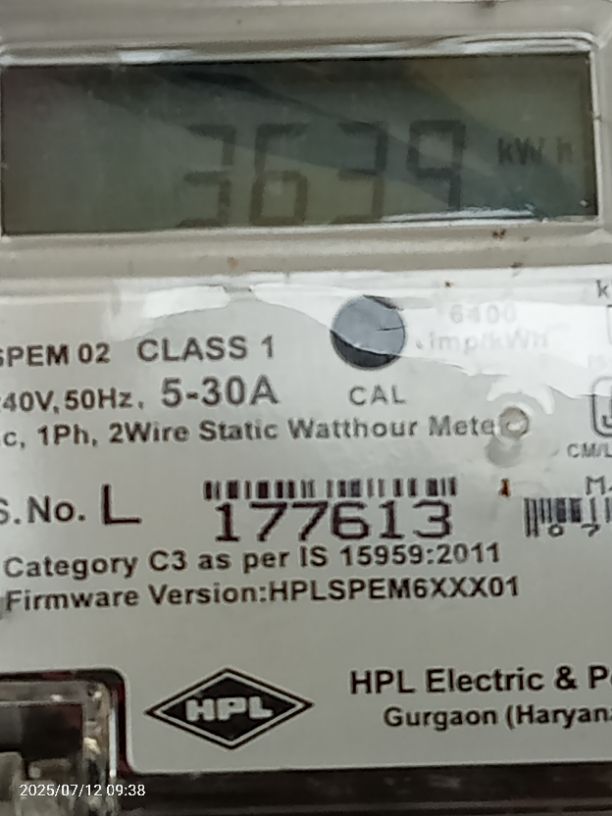 3639 kWh
6400
imp/kWh
SPEM 02 CLASS 1
240V, 50Hz, 5-30A
CAL
c, 1Ph, 2Wire Static Watthour Meter
CM/L
S.No. L 177613
Category C3 as per IS 15959:2011
Firmware Version:HPLSPEM6XXX01
HPL
HPL Electric & P
Gurgaon (Haryan
2025/07/12 09:38